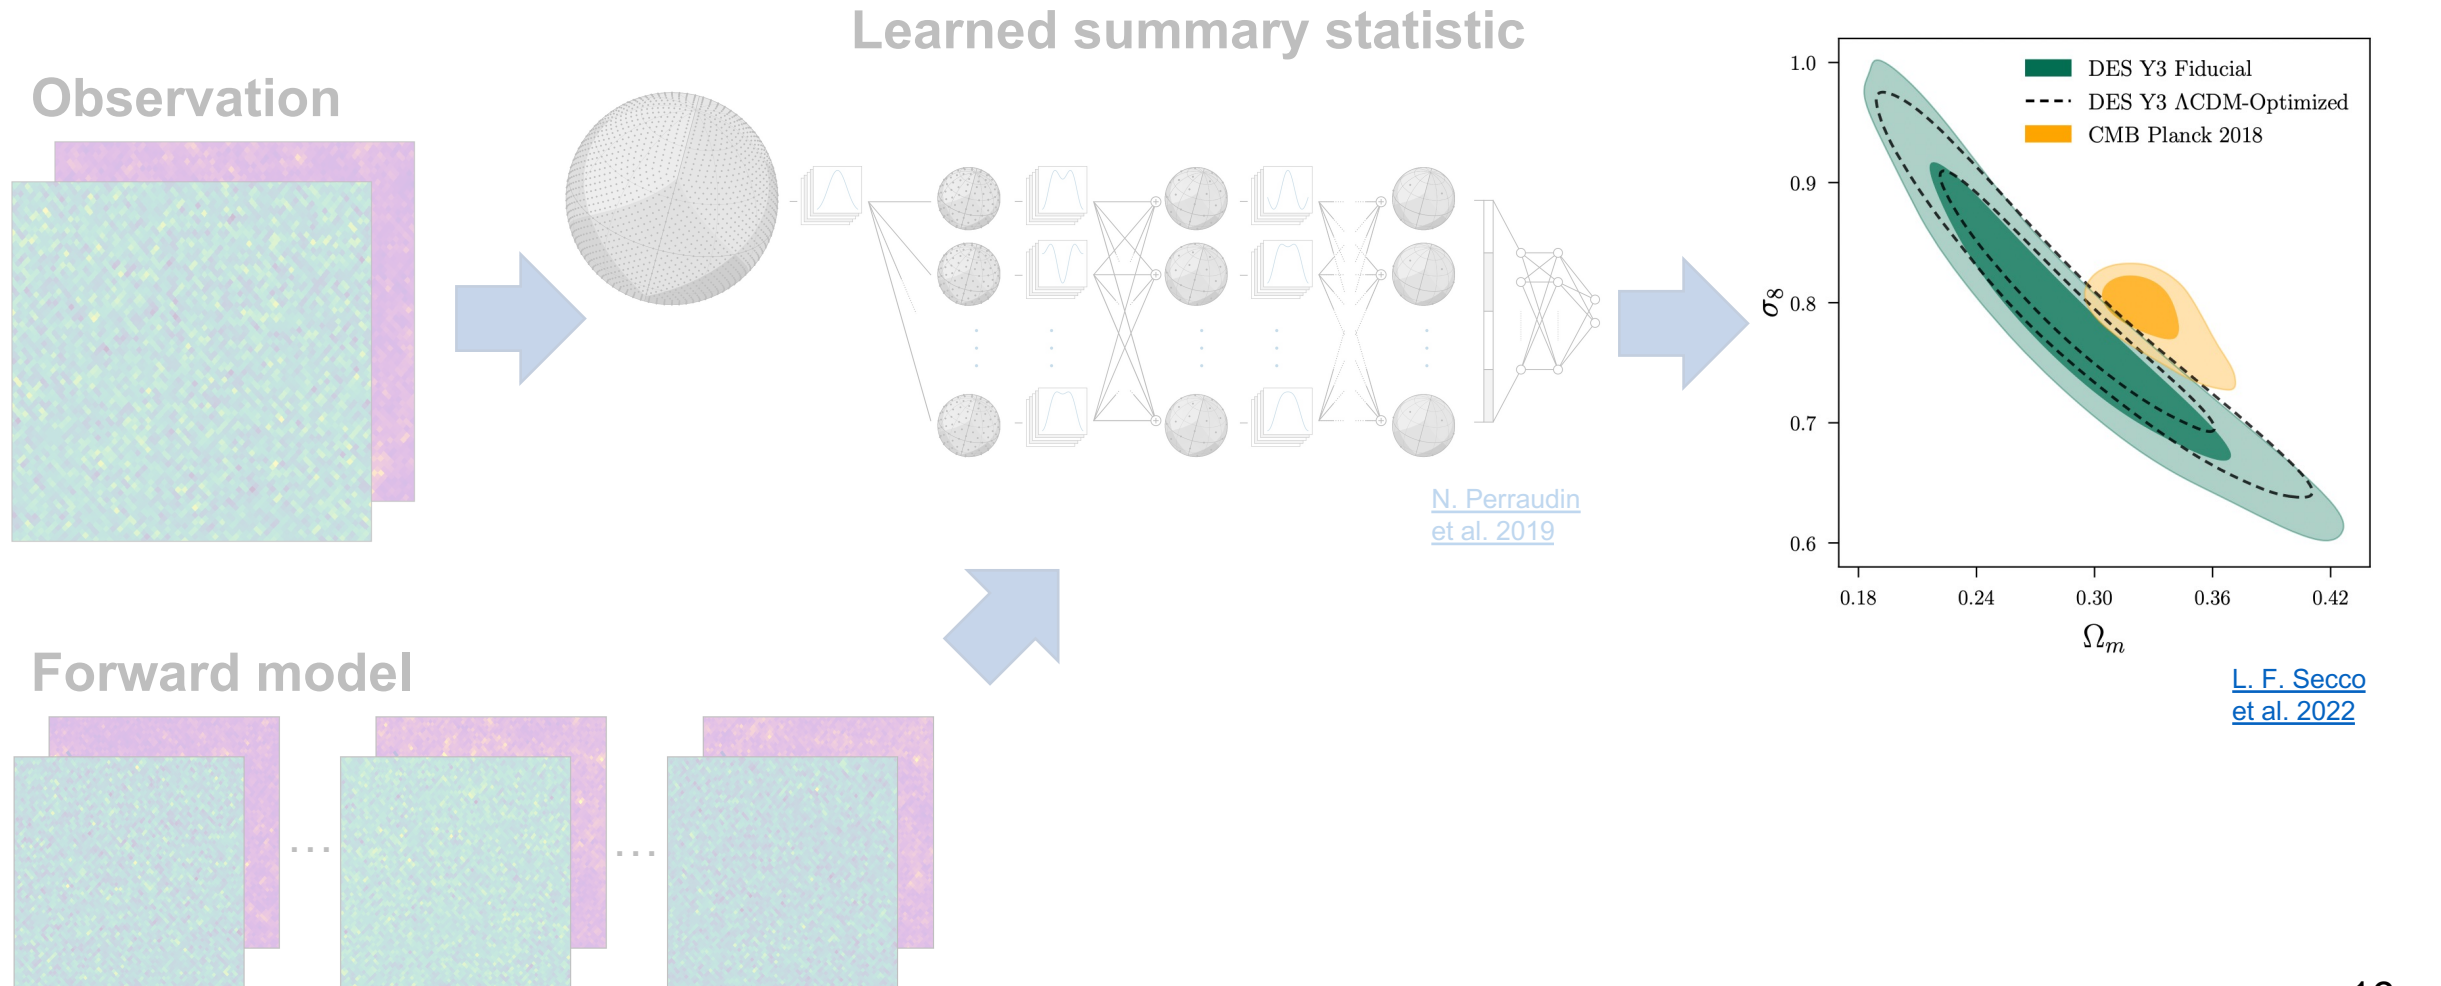 Learned summary statistic
Observation
N. Perraudin
et al. 2019
Forward model
...
...
DES Y3 Fiducial
DES Y3 ΛCDM-Optimized
CMB Planck 2018
1.0
0.9
0.8
0.7
0.6
σ8
0.18 0.24 0.30 0.36 0.42
Ωm
L. F. Secco
et al. 2022